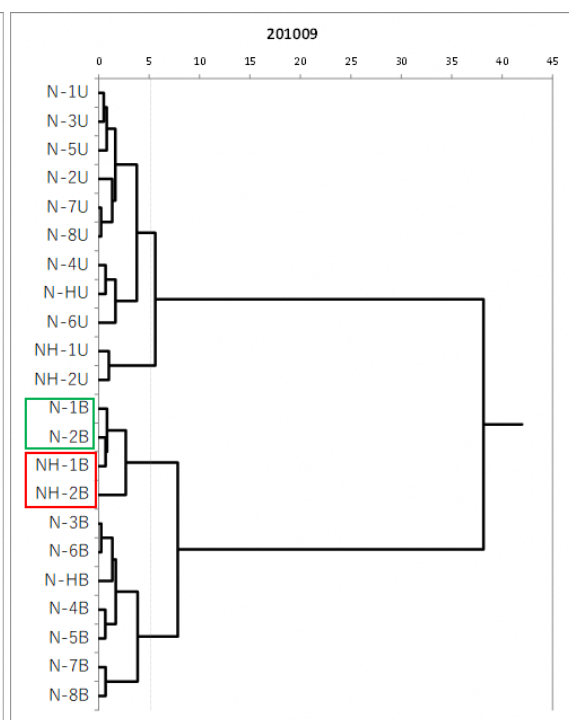 201009
0 5 10 15 20 25 30 35 40 45
N-1U
N-3U
N-5U
N-2U
N-7U
N-8U
N-4U
N-HU
N-6U
NH-1U
NH-2U
N-1B
N-2B
NH-1B
NH-2B
N-3B
N-6B
N-HB
N-4B
N-5B
N-7B
N-8B